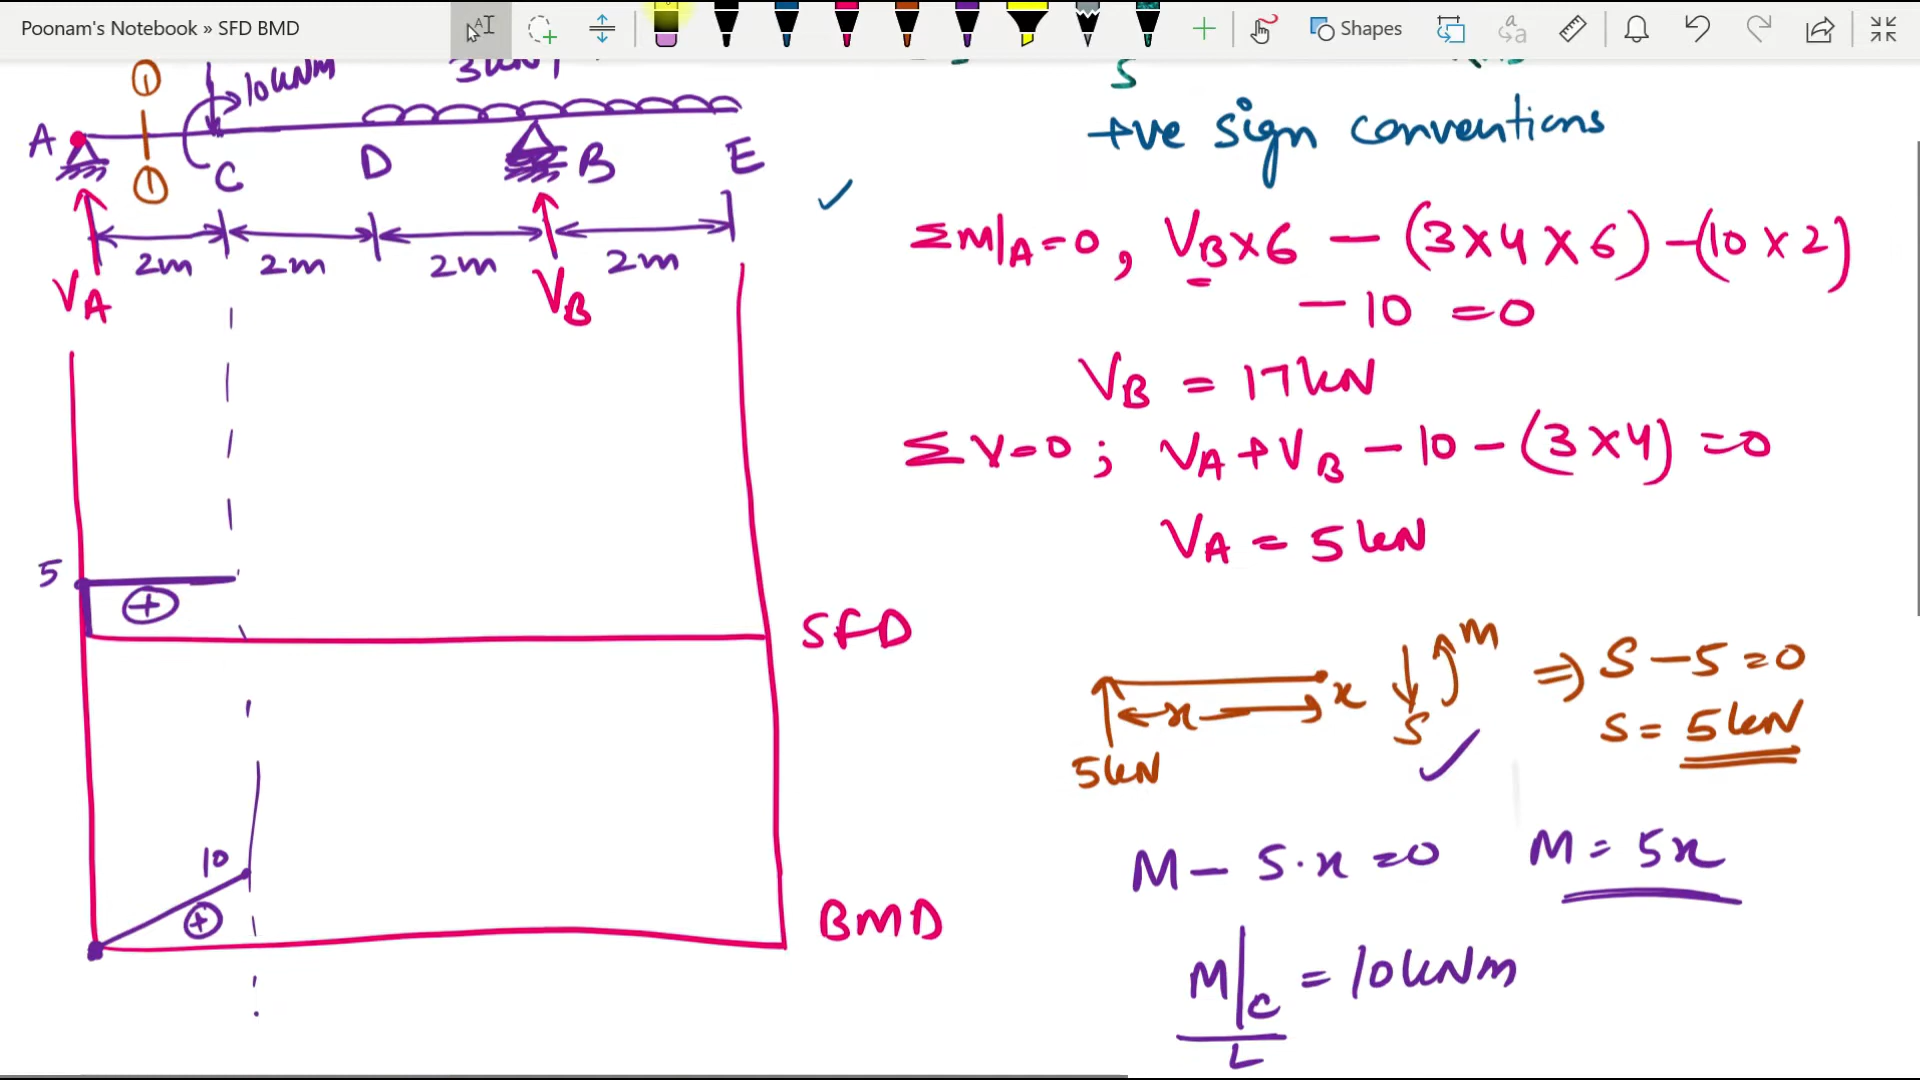 Poonam's Notebook » SFD BMD
Shapes
10kNm
S
+ve sign conventions
A
C
D
B
E
1
1
2m 2m 2m 2m
VA
VB
ΣM|A=0, VB×6 – (3×4×6) –(10×2)
– 10 =0
VB = 17kN
ΣV=0; VA+VB – 10 – (3×4) =0
VA = 5kN
5
+
SFD
x
x
S
M
5kN
⇒ S–5=0
S= 5kN
M– 5·x =0
M= 5x
10
+
BMD
M|C = 10kNm
L